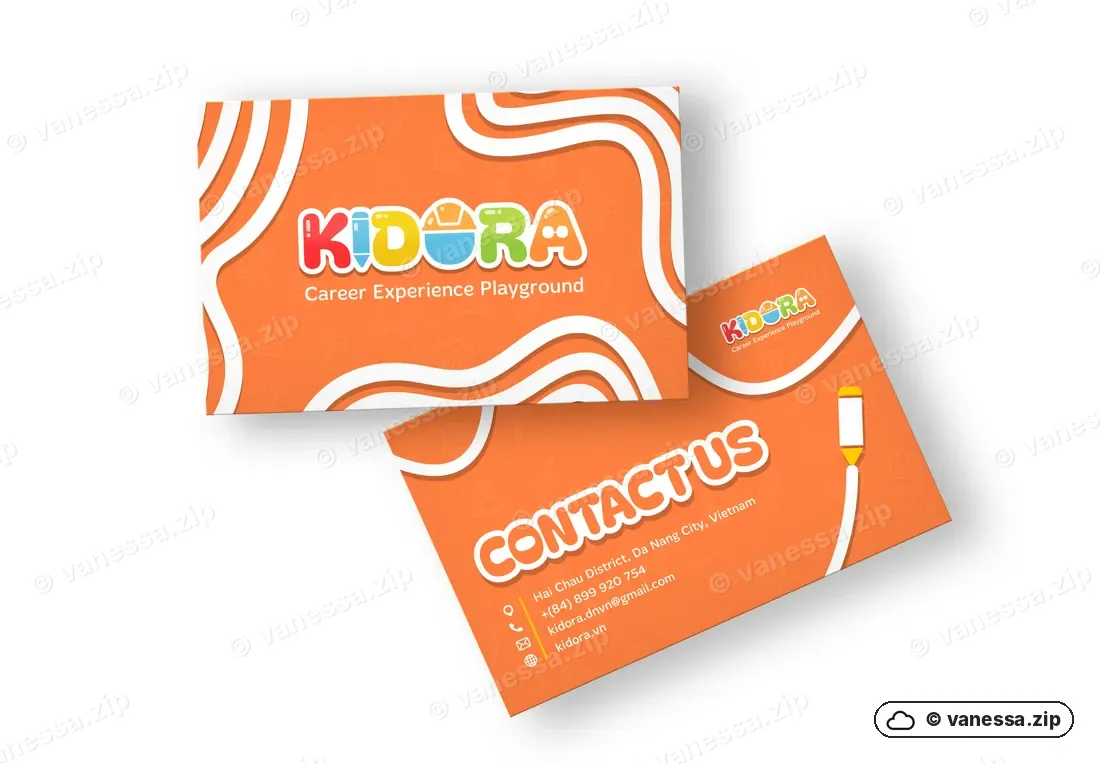 KIDORA
Career Experience Playground
KIDORA
Career Experience Playground
CONTACT US
Hai Chau District, Da Nang City, Vietnam
+(84) 899 920 754
kidora.dnvn@gmail.com
kidora.vn
© vanessa.zip